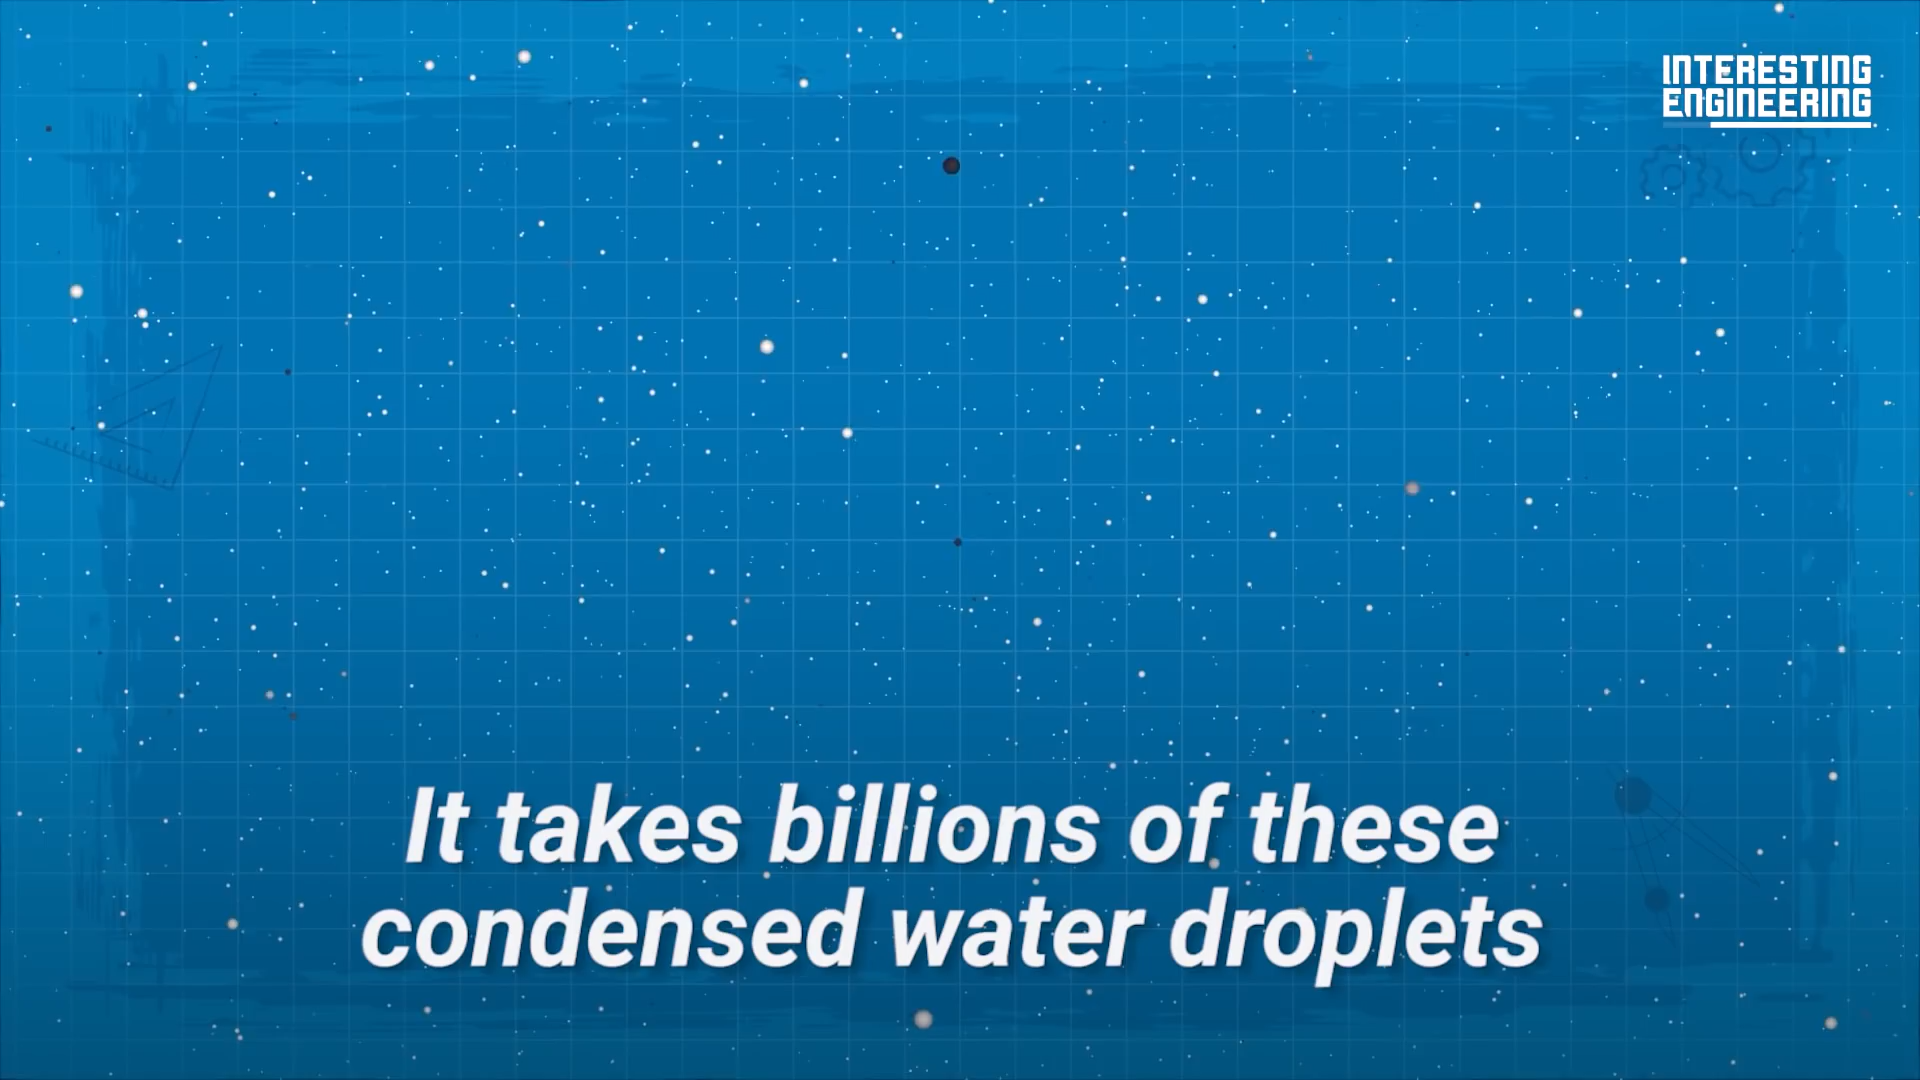 INTERESTING
ENGINEERING
It takes billions of these
condensed water droplets